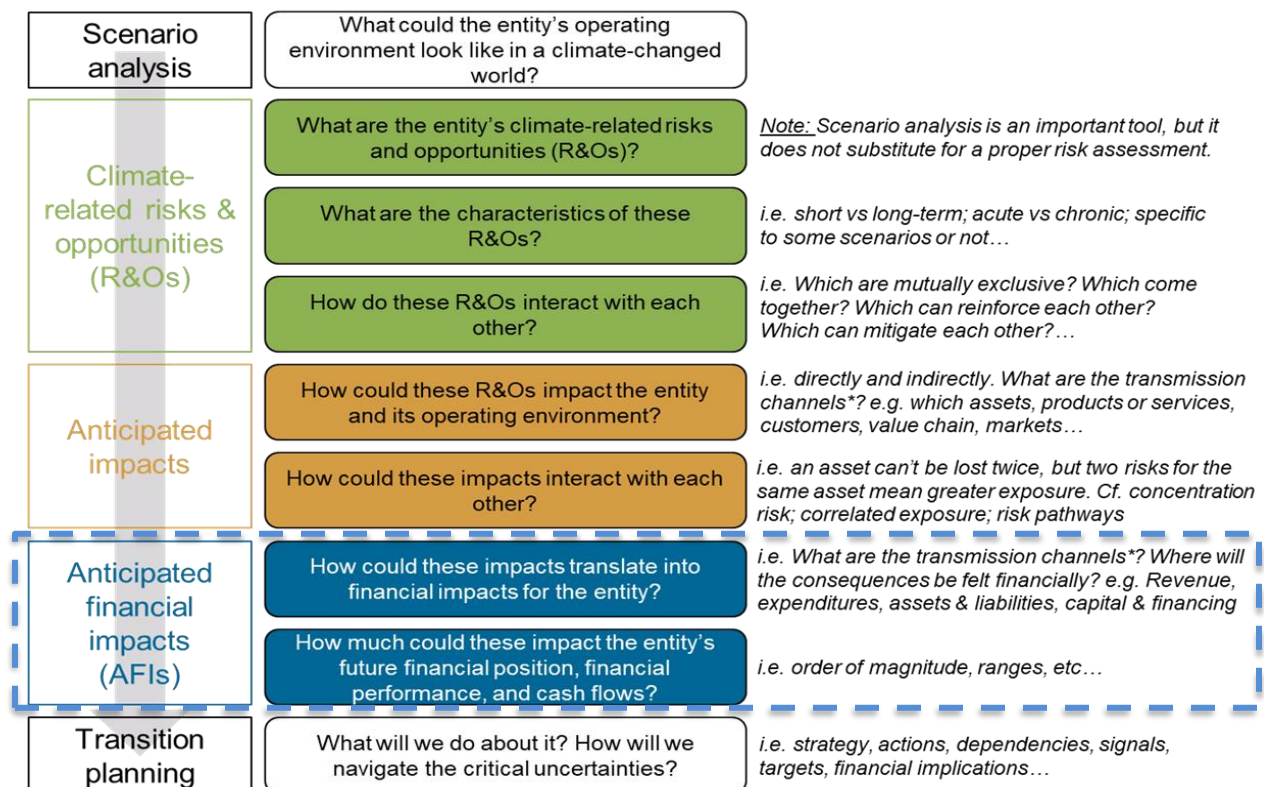 Scenario
analysis
What could the entity's operating
environment look like in a climate-changed
world?
Climate-
related risks &
opportunities
(R&Os)
What are the entity's climate-related risks
and opportunities (R&Os)?
Note: Scenario analysis is an important tool, but it
does not substitute for a proper risk assessment.
What are the characteristics of these
R&Os?
i.e. short vs long-term; acute vs chronic; specific
to some scenarios or not…
How do these R&Os interact with each
other?
i.e. Which are mutually exclusive? Which come
together? Which can reinforce each other?
Which can mitigate each other?…
Anticipated
impacts
How could these R&Os impact the entity
and its operating environment?
i.e. directly and indirectly. What are the transmission
channels*? e.g. which assets, products or services,
customers, value chain, markets…
How could these impacts interact with each
other?
i.e. an asset can't be lost twice, but two risks for the
same asset mean greater exposure. Cf. concentration
risk; correlated exposure; risk pathways
Anticipated
financial
impacts
(AFIs)
How could these impacts translate into
financial impacts for the entity?
i.e. What are the transmission channels*? Where will
the consequences be felt financially? e.g. Revenue,
expenditures, assets & liabilities, capital & financing
How much could these impact the entity's
future financial position, financial
performance, and cash flows?
i.e. order of magnitude, ranges, etc…
Transition
planning
What will we do about it? How will we
navigate the critical uncertainties?
i.e. strategy, actions, dependencies, signals,
targets, financial implications…